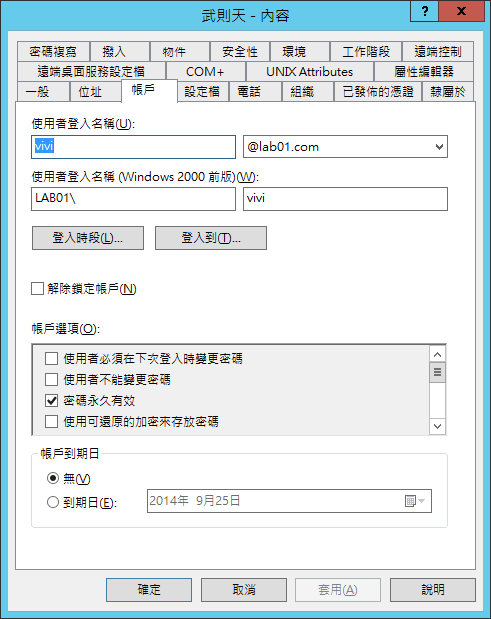 武則天 - 內容
? x
密碼複寫 撥入 物件 安全性 環境 工作階段 遠端控制
遠端桌面服務設定檔 COM+ UNIX Attributes 屬性編輯器
一般 位址 帳戶 設定檔 電話 組織 已發佈的憑證 隸屬於
使用者登入名稱(U):
vivi @lab01.com
使用者登入名稱 (Windows 2000 前版)(W):
LAB01\ vivi
登入時段(L)... 登入到(T)...
解除鎖定帳戶(N)
帳戶選項(O):
使用者必須在下次登入時變更密碼
使用者不能變更密碼
密碼永久有效
使用可還原的加密來存放密碼
帳戶到期日
無(V)
到期日(E): 2014年 9月25日
確定 取消 套用(A) 說明